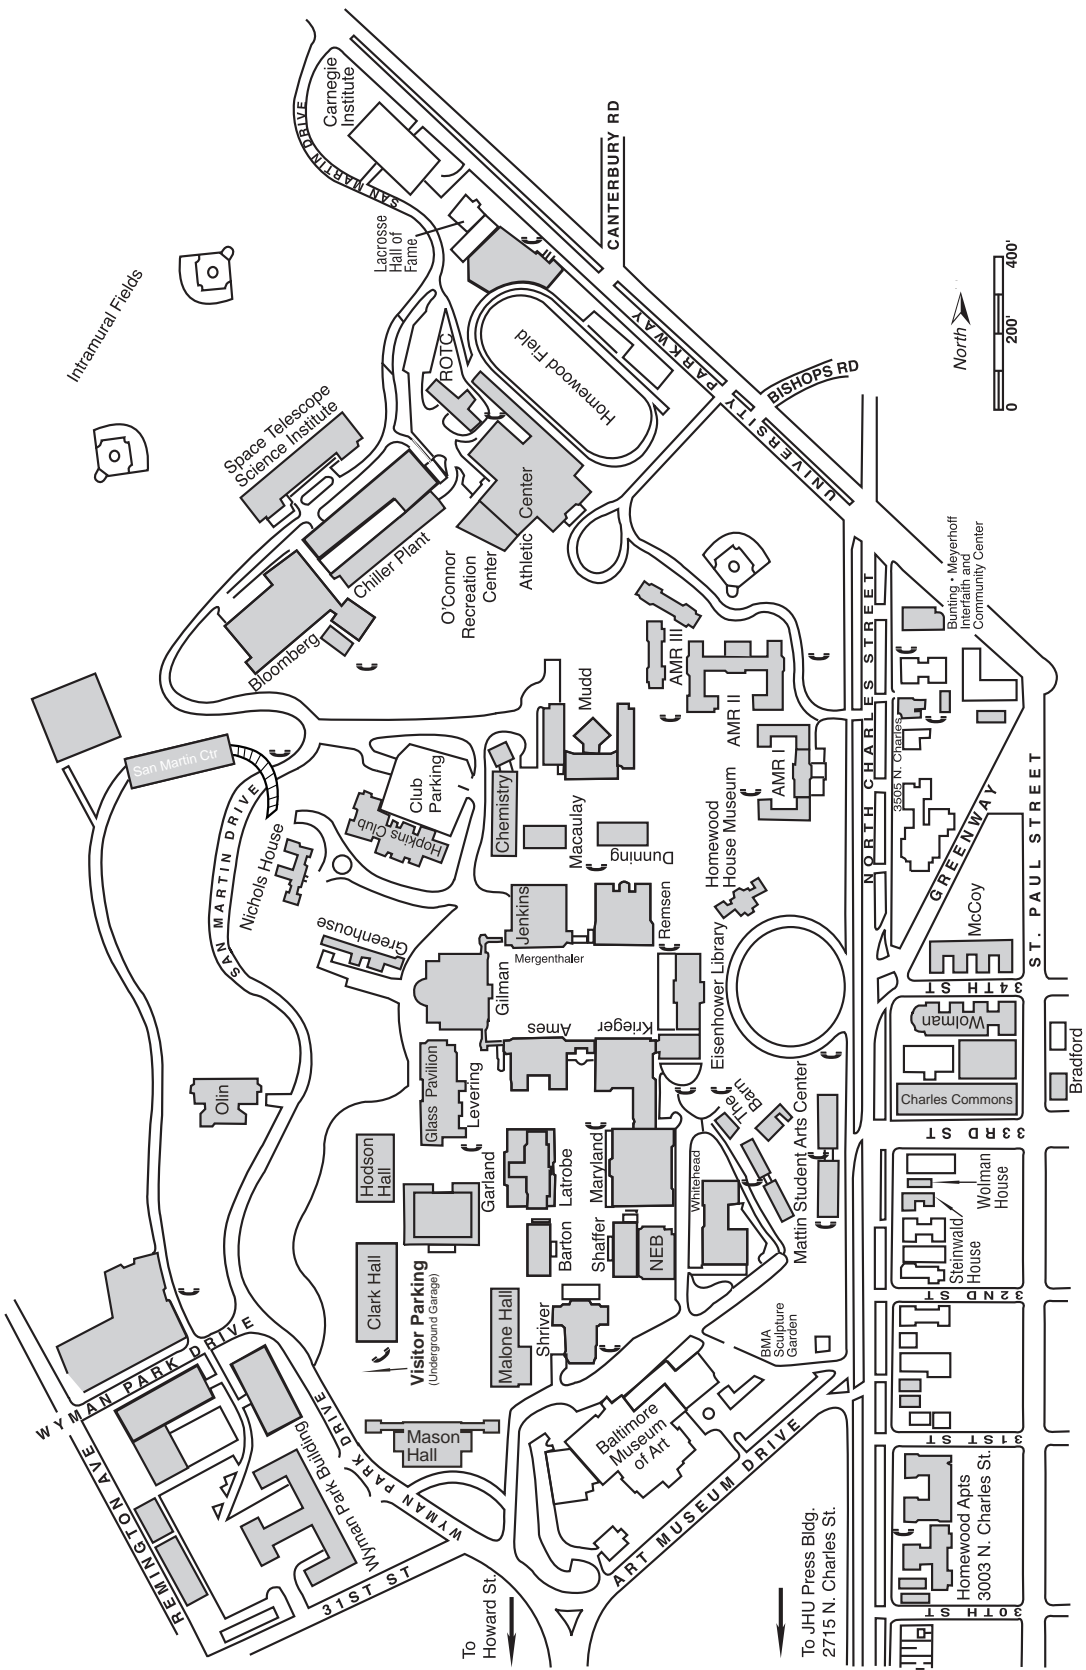 Carnegie
Institute
SAN MARTIN DRIVE
CANTERBURY RD
Lacrosse
Hall of
Fame
Intramural Fields
North
0
200'
400'
ROTC
Homewood Field
UNIVERSITY PARKWAY
BISHOPS RD
Space Telescope
Science Institute
Athletic Center
O'Connor
Recreation
Center
Chiller Plant
Bloomberg
Bunting • Meyerhoff
Interfaith and
Community Center
AMR III
AMR II
AMR I
Mudd
San Martin Ctr
Club
Parking
Hopkins Club
Chemistry
Macaulay
Dunning
Homewood
House Museum
NORTH CHARLES STREET
3505 N. Charles
GREENWAY
ST. PAUL STREET
SAN MARTIN DRIVE
Nichols House
Greenhouse
Jenkins
Mergenthaler
Remsen
McCoy
34TH ST
Gilman
Ames
Krieger
Eisenhower Library
Wolman
Bradford
Charles Commons
33RD ST
Olin
Glass Pavilion
Levering
Hodson
Hall
Garland
Latrobe
Maryland
The
Barn
Whitehead
Mattin Student Arts Center
Wolman
House
Steinwald
House
32ND ST
Clark Hall
Visitor Parking
(Underground Garage)
Barton
Shaffer
NEB
Malone Hall
Shriver
BMA
Sculpture
Garden
WYMAN PARK DRIVE
Mason
Hall
Baltimore
Museum
of Art
31ST ST
REMINGTON AVE
Wyman Park Building
WYMAN PARK DRIVE
31ST ST
ART MUSEUM DRIVE
To
Howard St.
To JHU Press Bldg.
2715 N. Charles St.
Homewood Apts
3003 N. Charles St.
30TH ST